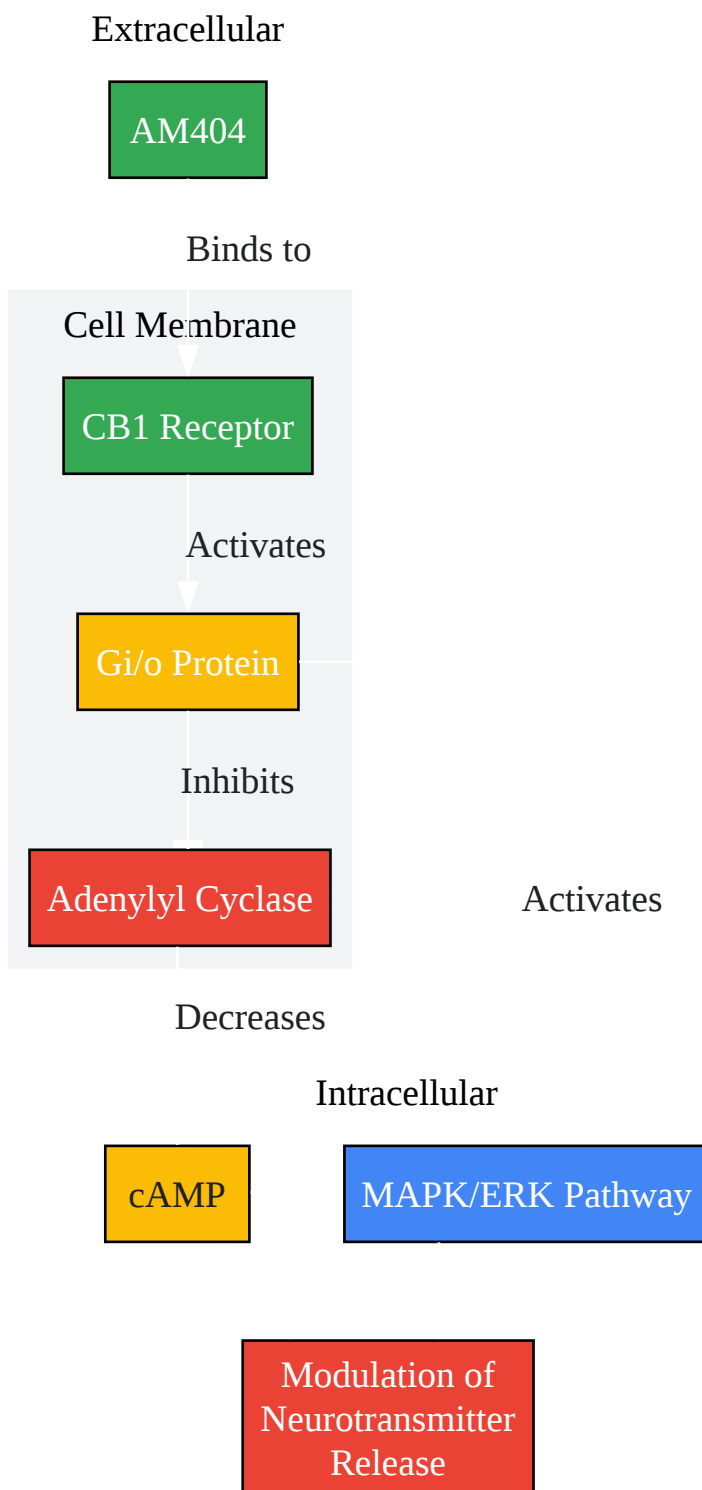 Extracellular
AM404
Binds to
Cell Membrane
CB1 Receptor
Activates
Gi/o Protein
Inhibits
Adenylyl Cyclase
Activates
Decreases
Intracellular
cAMP
MAPK/ERK Pathway
Modulation of
Neurotransmitter
Release